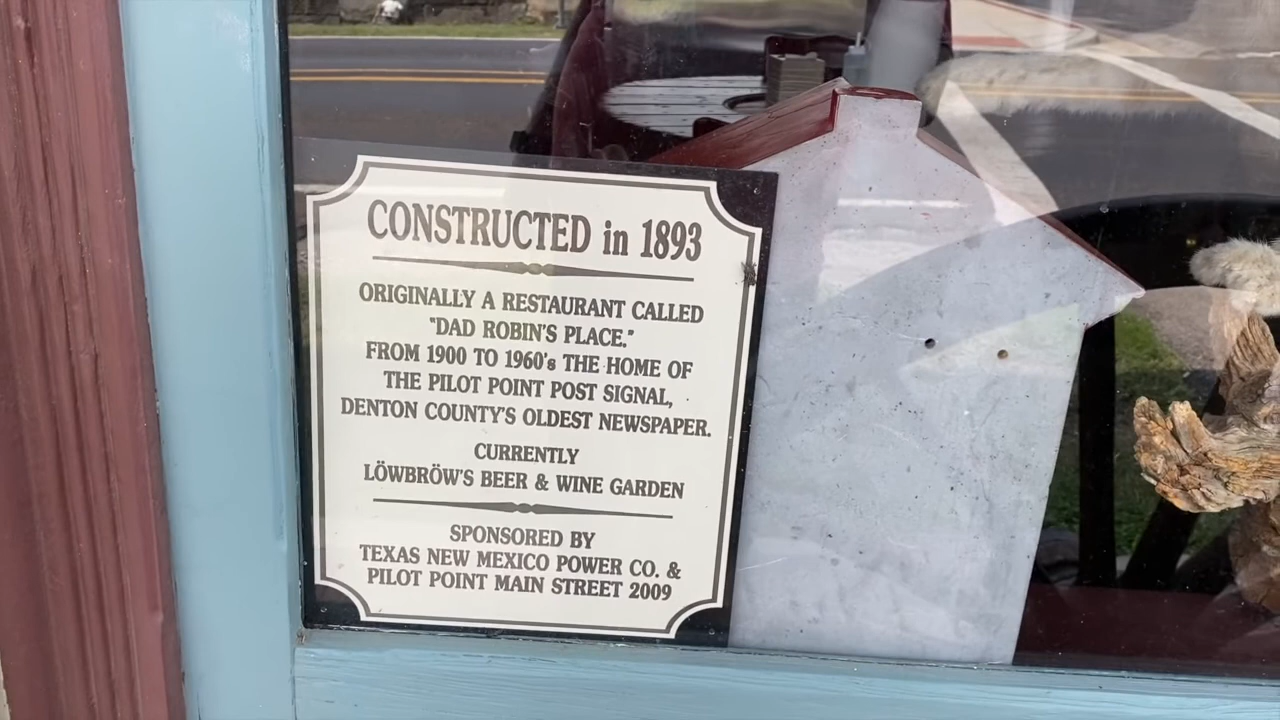 CONSTRUCTED in 1893
ORIGINALLY A RESTAURANT CALLED
"DAD ROBIN'S PLACE."
FROM 1900 TO 1960's THE HOME OF
THE PILOT POINT POST SIGNAL,
DENTON COUNTY'S OLDEST NEWSPAPER.
CURRENTLY
LÖWBRÖW'S BEER & WINE GARDEN
SPONSORED BY
TEXAS NEW MEXICO POWER CO. &
PILOT POINT MAIN STREET 2009